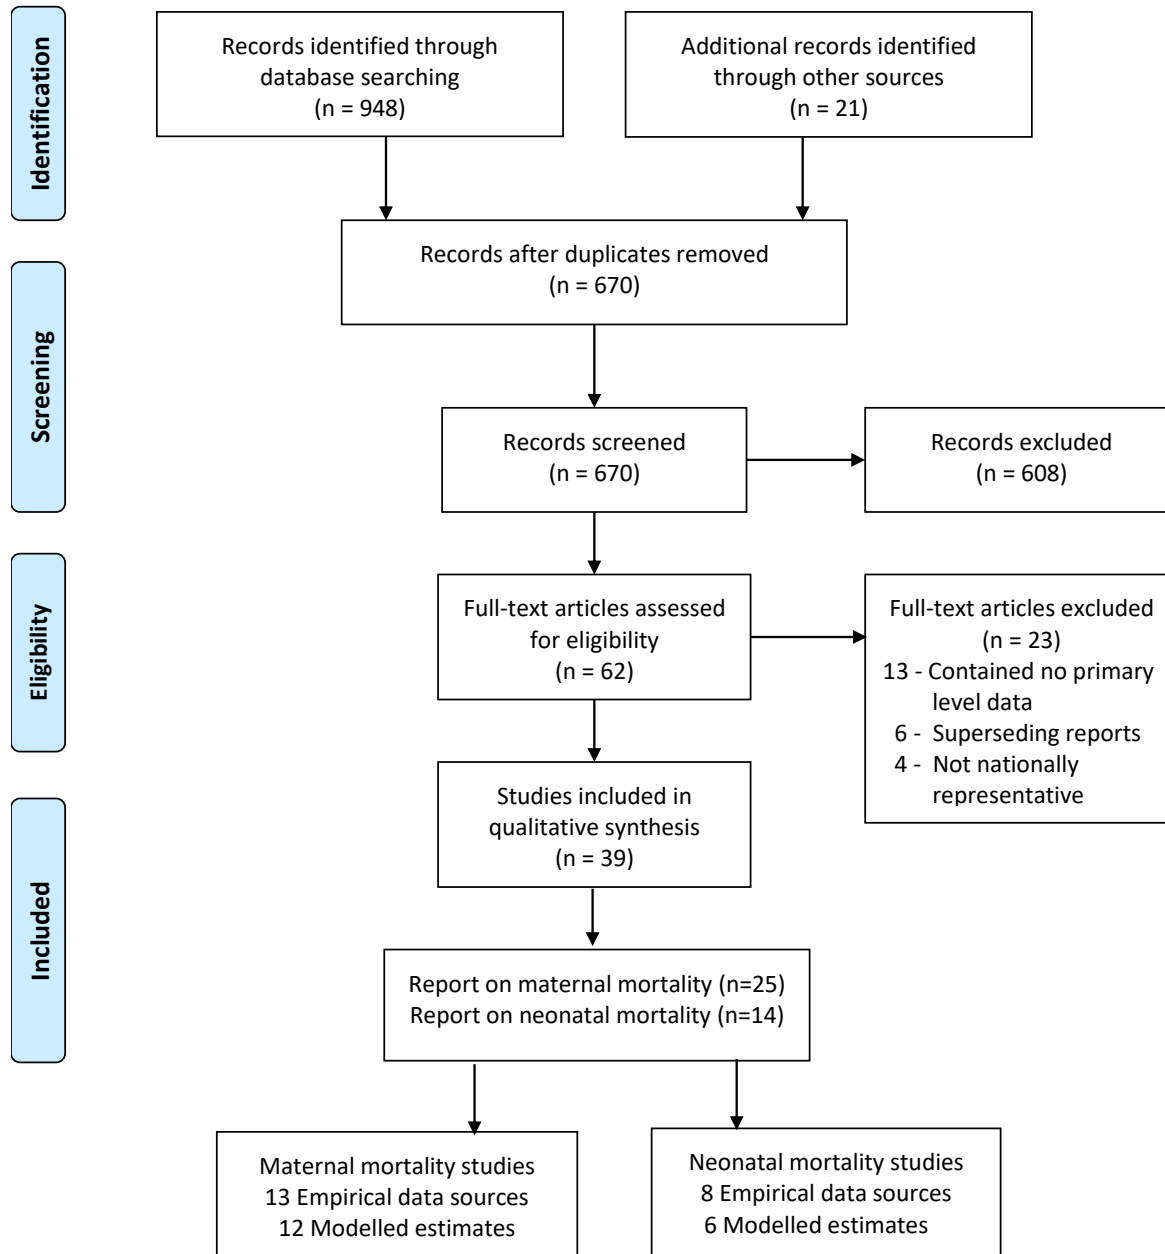 Identification
Records identified through
database searching
(n = 948)
Additional records identified
through other sources
(n = 21)
Records after duplicates removed
(n = 670)
Screening
Records screened
(n = 670)
Records excluded
(n = 608)
Eligibility
Full-text articles assessed
for eligibility
(n = 62)
Full-text articles excluded
(n = 23)
13 - Contained no primary
level data
6 - Superseding reports
4 - Not nationally
representative
Included
Studies included in
qualitative synthesis
(n = 39)
Report on maternal mortality (n=25)
Report on neonatal mortality (n=14)
Maternal mortality studies
13 Empirical data sources
12 Modelled estimates
Neonatal mortality studies
8 Empirical data sources
6 Modelled estimates